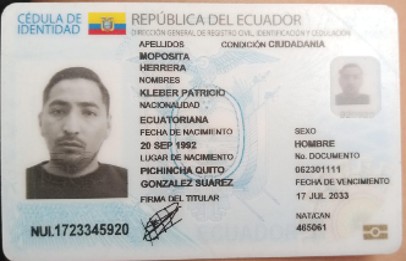 CÉDULA DE IDENTIDAD
REPÚBLICA DEL ECUADOR
DIRECCIÓN GENERAL DE REGISTRO CIVIL, IDENTIFICACIÓN Y CEDULACIÓN
APELLIDOS
CONDICIÓN CIUDADANÍA
MOPOSITA
HERRERA
NOMBRES
KLEBER PATRICIO
NACIONALIDAD
ECUATORIANA
FECHA DE NACIMIENTO
20 SEP 1992
LUGAR DE NACIMIENTO
PICHINCHA QUITO
GONZALEZ SUAREZ
FIRMA DEL TITULAR
SEXO
HOMBRE
No. DOCUMENTO
062301111
FECHA DE VENCIMIENTO
17 JUL 2033
NAT/CAN
465061
NUI.1723345920